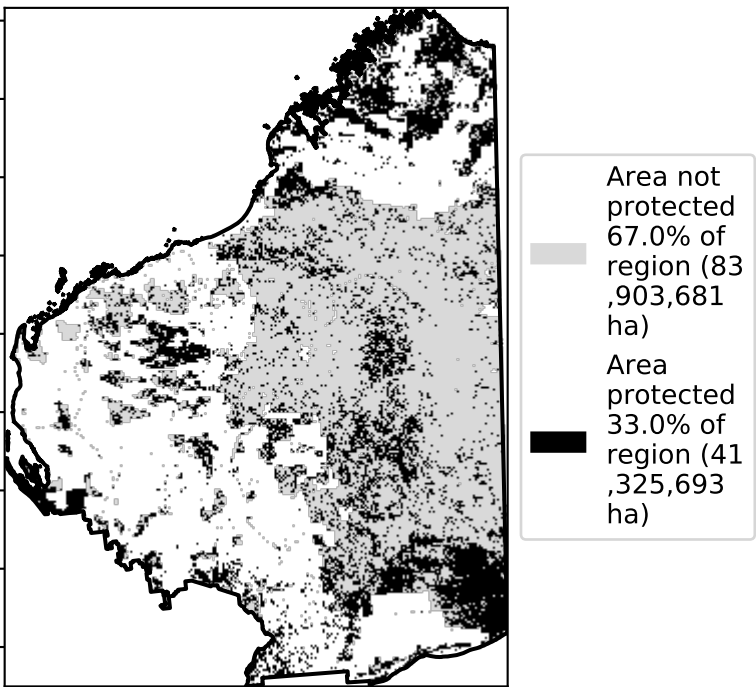 Area not
protected
67.0% of
region (83
,903,681
ha)
Area
protected
33.0% of
region (41
,325,693
ha)